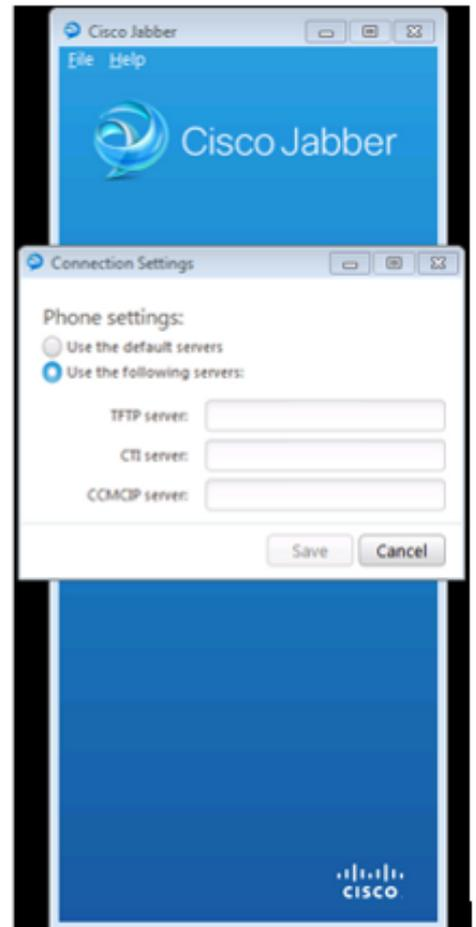 Cisco Jabber
File Help
Cisco Jabber
Connection Settings
Phone settings:
Use the default servers
Use the following servers:
TFTP server:
CTI server:
CCMCIP server:
Save Cancel
CISCO